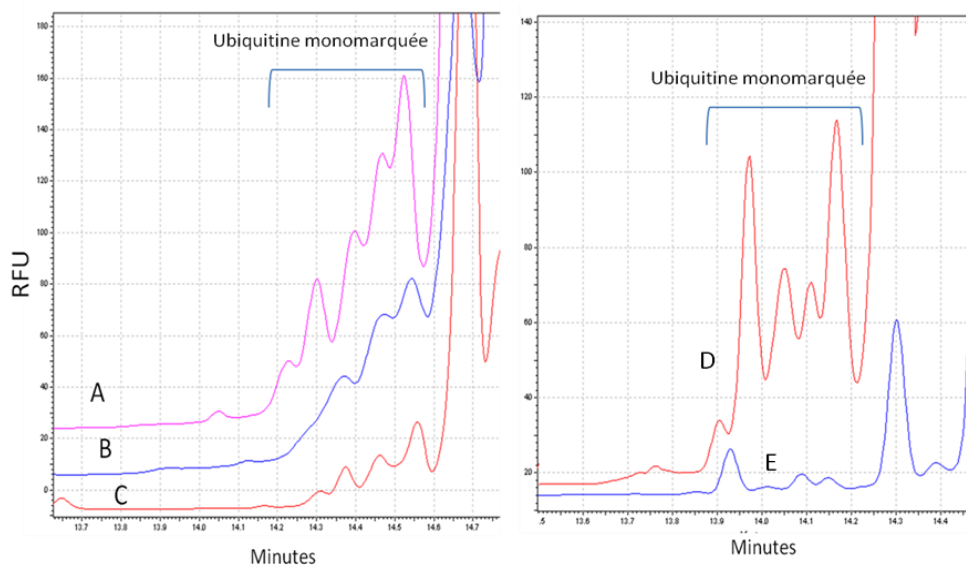 Ubiquitine monomarquée
RFU
180
160
140
120
100
80
60
40
20
0
A
B
C
13.7 13.8 13.9 14.0 14.1 14.2 14.3 14.4 14.5 14.6 14.7
Minutes
Ubiquitine monomarquée
140
120
100
80
60
40
20
D
E
.5 13.6 13.7 13.8 13.9 14.0 14.1 14.2 14.3 14.4
Minutes